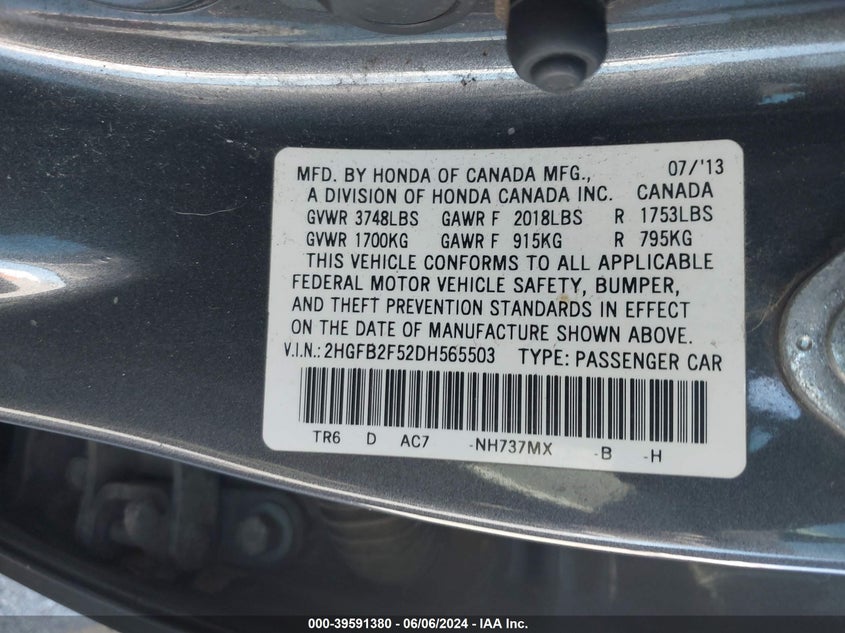 MFD. BY HONDA OF CANADA MFG., 07/'13
A DIVISION OF HONDA CANADA INC. CANADA
GVWR 3748LBS GAWR F 2018LBS R 1753LBS
GVWR 1700KG GAWR F 915KG R 795KG
THIS VEHICLE CONFORMS TO ALL APPLICABLE
FEDERAL MOTOR VEHICLE SAFETY, BUMPER,
AND THEFT PREVENTION STANDARDS IN EFFECT
ON THE DATE OF MANUFACTURE SHOWN ABOVE.
V.I.N.: 2HGFB2F52DH565503 TYPE: PASSENGER CAR
TR6 D AC7 -NH737MX -B -H
000-39591380 - 06/06/2024 - IAA Inc.